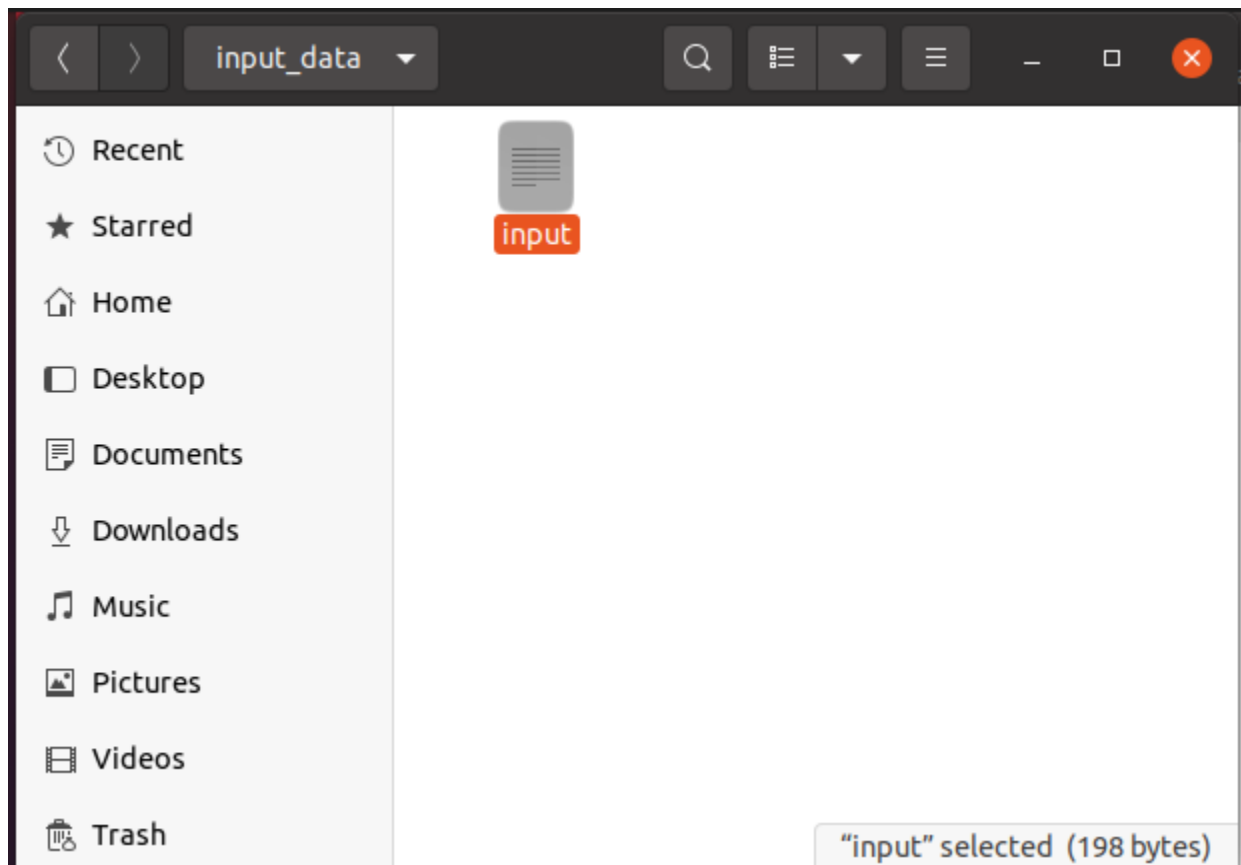 input_data
Recent
Starred
Home
Desktop
Documents
Downloads
Music
Pictures
Videos
Trash
input
“input” selected (198 bytes)